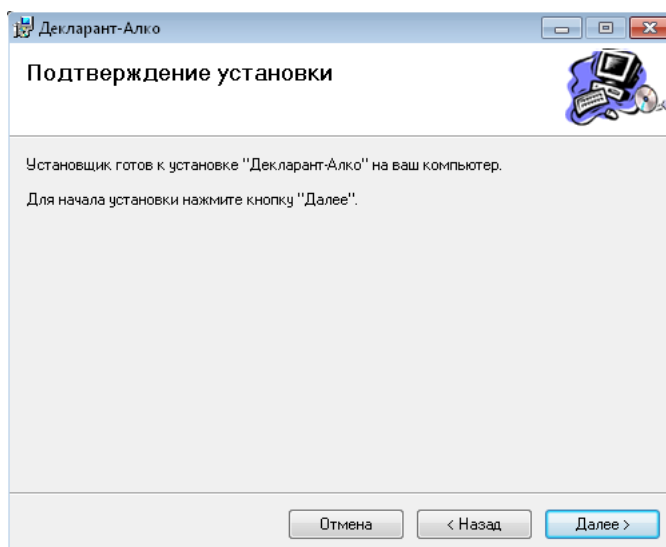 Декларант-Алко
Подтверждение установки
Установщик готов к установке "Декларант-Алко" на ваш компьютер.
Для начала установки нажмите кнопку "Далее".
Отмена
< Назад
Далее >